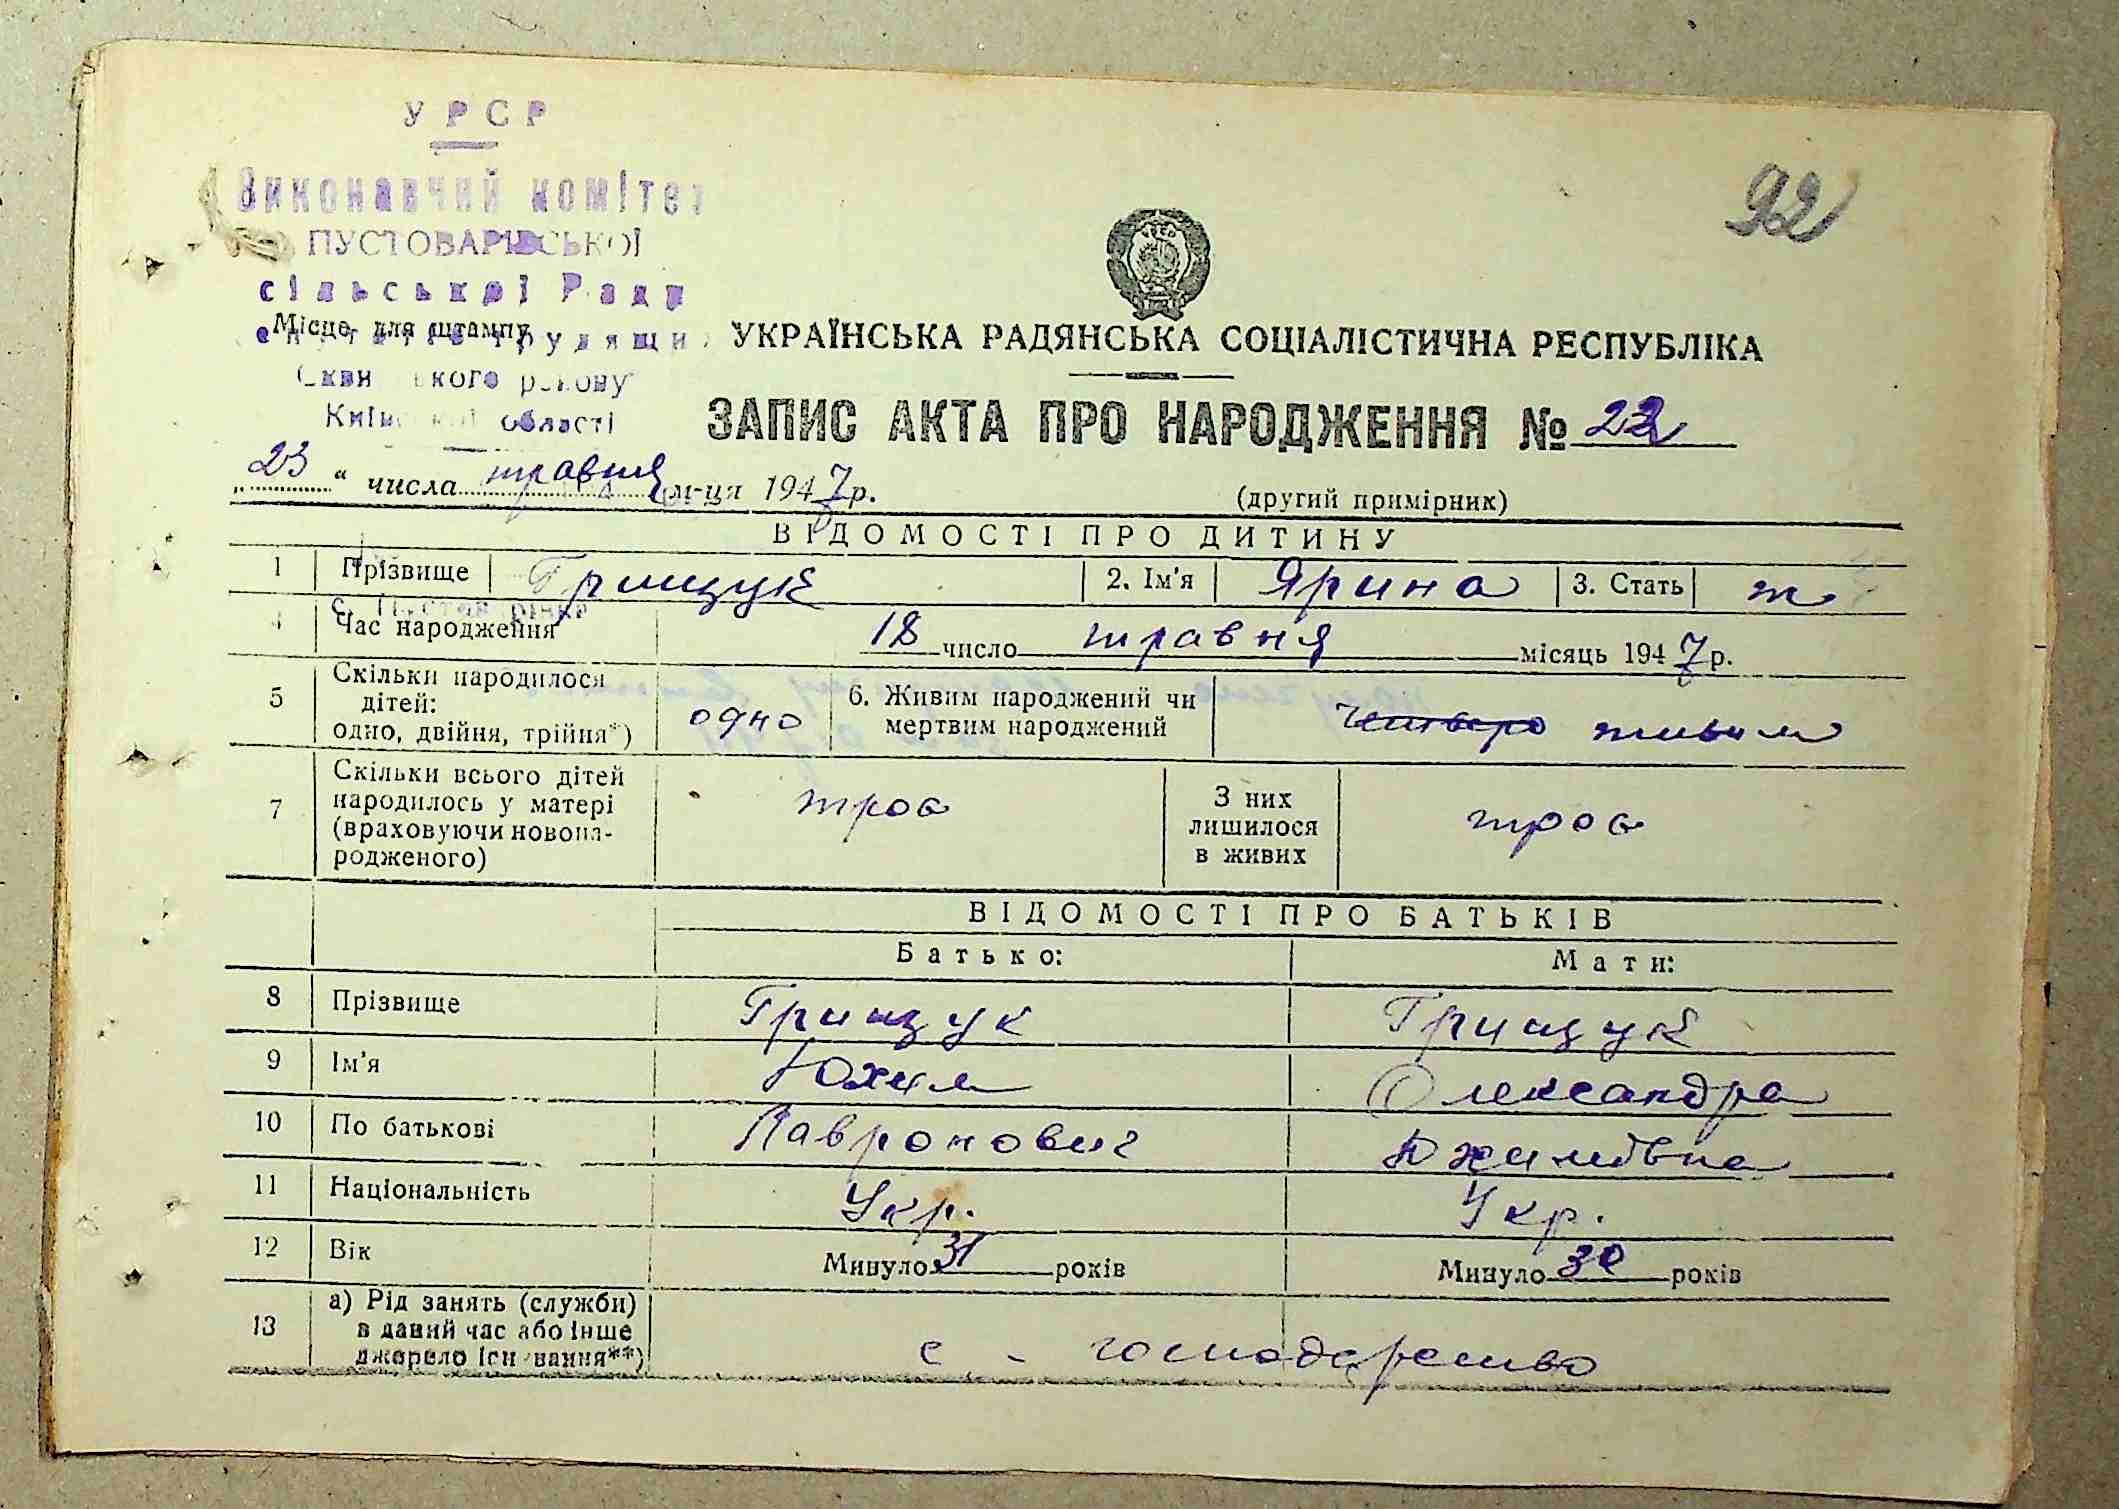 УРСР
92
Виконавчий комітет
ПУСТОВАРІВСЬКОЇ
сільської Ради
Місце для штампу
трудящих
УКРАЇНСЬКА РАДЯНСЬКА СОЦІАЛІСТИЧНА РЕСПУБЛІКА
Сквирського району
Київської області
ЗАПИС АКТА ПРО НАРОДЖЕННЯ № 22
„23“ числа травня м-ця 1947 р.
(другий примірник)
ВІДОМОСТІ ПРО ДИТИНУ
1 Прізвище Грищук 2. Ім'я Ярина 3. Стать ж
4 Час народження 18 число травня місяць 1947 р.
5 Скільки народилося дітей: одно, двійня, трійня*) одно 6. Живим народжений чи мертвим народжений четверо живим
7 Скільки всього дітей народилось у матері (враховуючи новонародженого) троє З них лишилося в живих троє
ВІДОМОСТІ ПРО БАТЬКІВ
Батько: Мати:
8 Прізвище Грищук Грищук
9 Ім'я Юхим Олександра
10 По батькові Лавронович Юхимівна
11 Національність Укр. Укр.
12 Вік Минуло 31 років Минуло 30 років
13 а) Рід занять (служби) в даний час або інше джерело існування**) с - господарство